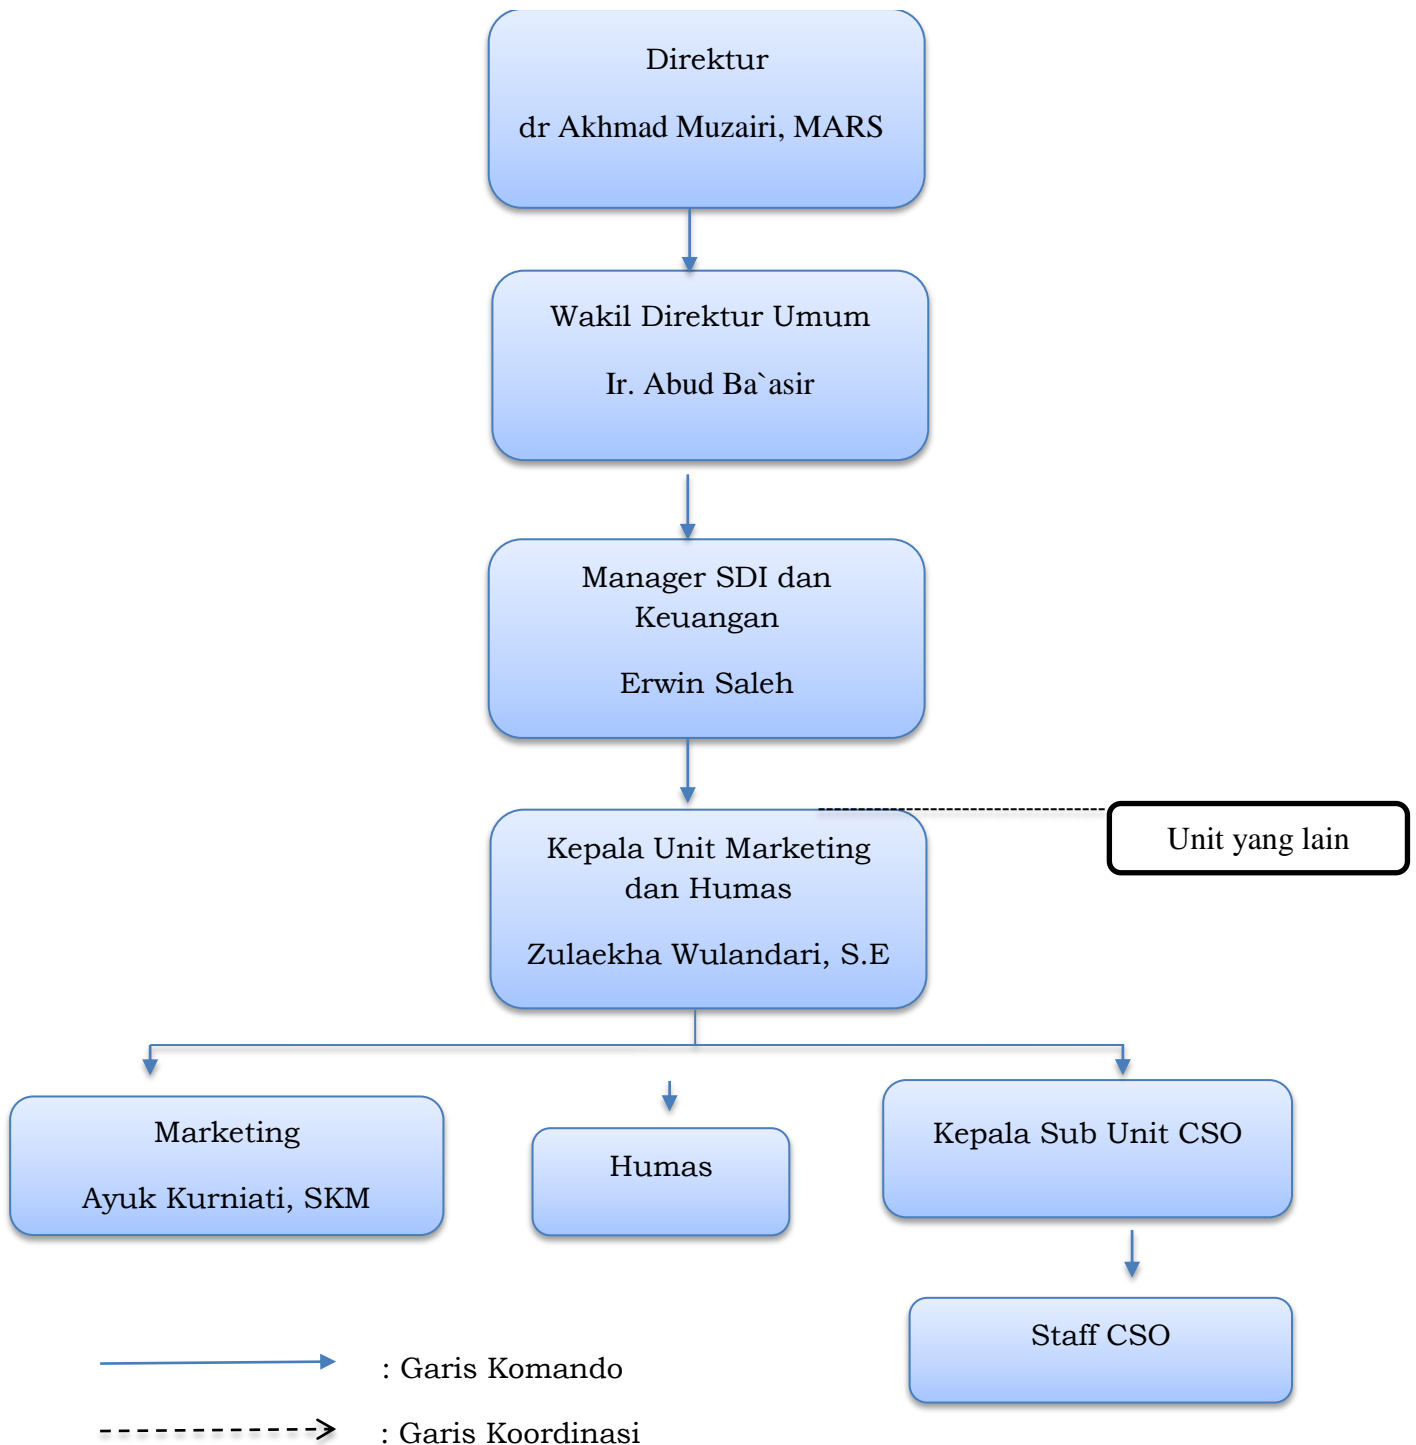 Direktur
dr Akhmad Muzairi, MARS
Wakil Direktur Umum
Ir. Abud Ba`asir
Manager SDI dan
Keuangan
Erwin Saleh
Unit yang lain
Kepala Unit Marketing
dan Humas
Zulaekha Wulandari, S.E
Marketing
Ayuk Kurniati, SKM
Humas
Kepala Sub Unit CSO
Staff CSO
: Garis Komando
: Garis Koordinasi